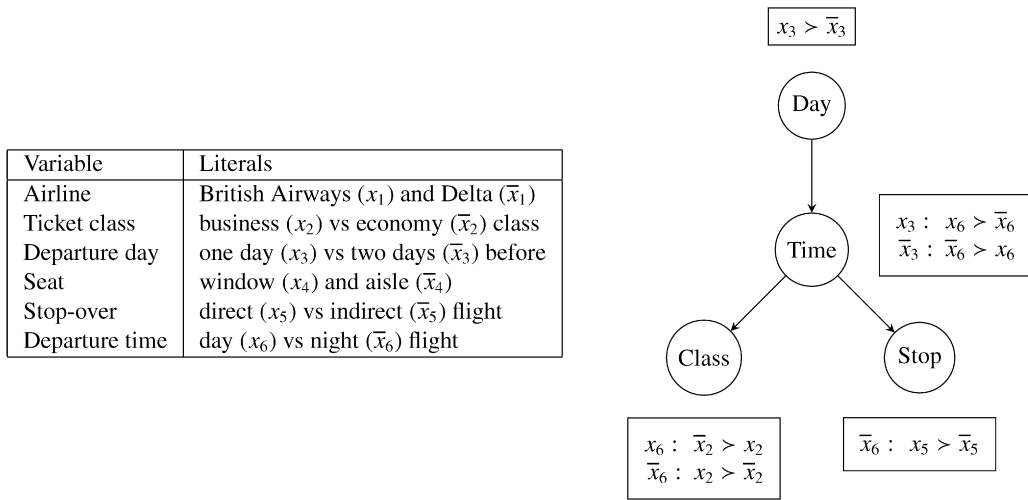 x₃ ≻ x̅₃
Day
Variable Literals
Airline British Airways (x₁) and Delta (x̅₁)
Ticket class business (x₂) vs economy (x̅₂) class
Departure day one day (x₃) vs two days (x̅₃) before
Seat window (x₄) and aisle (x̅₄)
Stop-over direct (x₅) vs indirect (x̅₅) flight
Departure time day (x₆) vs night (x̅₆) flight
Time
x₃ : x₆ ≻ x̅₆
x̅₃ : x̅₆ ≻ x₆
Class
Stop
x₆ : x̅₂ ≻ x₂
x̅₆ : x₂ ≻ x̅₂
x̅₆ : x₅ ≻ x̅₅